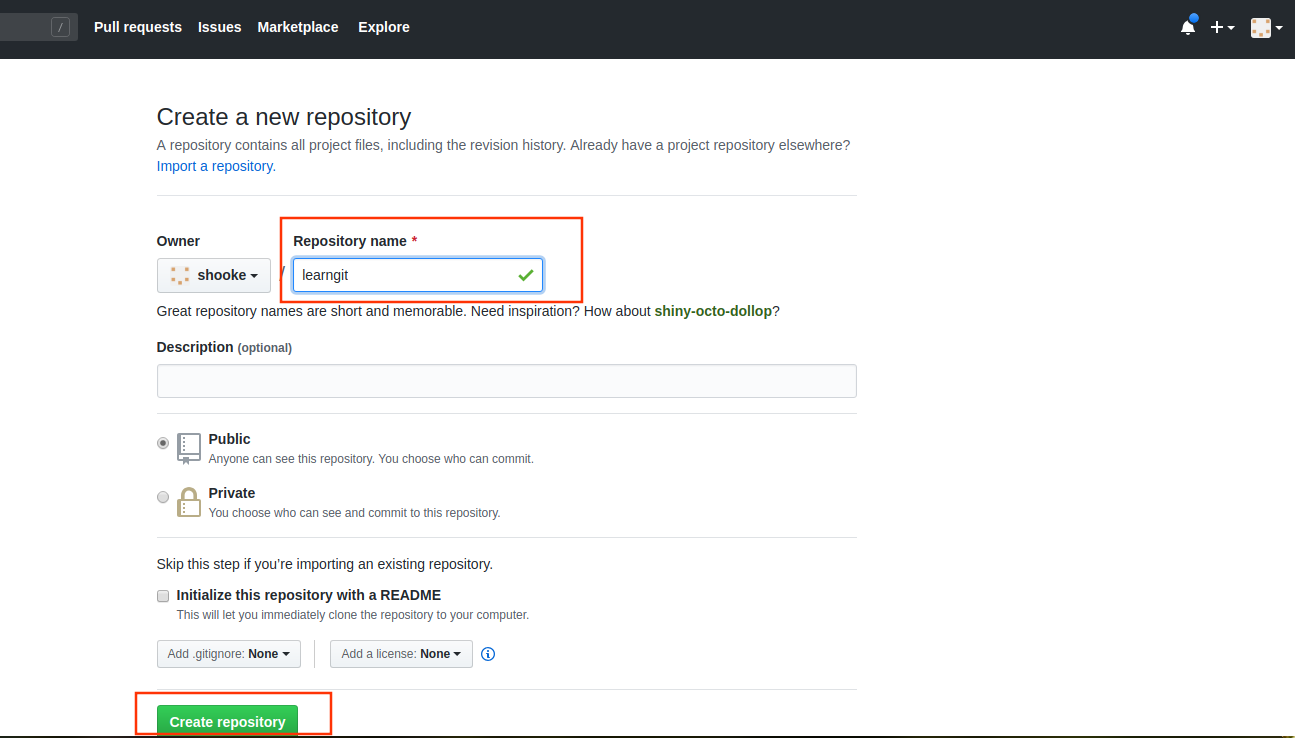 / Pull requests Issues Marketplace Explore
Create a new repository
A repository contains all project files, including the revision history. Already have a project repository elsewhere?
Import a repository.
Owner Repository name *
shooke / learngit
Great repository names are short and memorable. Need inspiration? How about shiny-octo-dollop?
Description (optional)
Public
Anyone can see this repository. You choose who can commit.
Private
You choose who can see and commit to this repository.
Skip this step if you’re importing an existing repository.
Initialize this repository with a README
This will let you immediately clone the repository to your computer.
Add .gitignore: None Add a license: None
Create repository